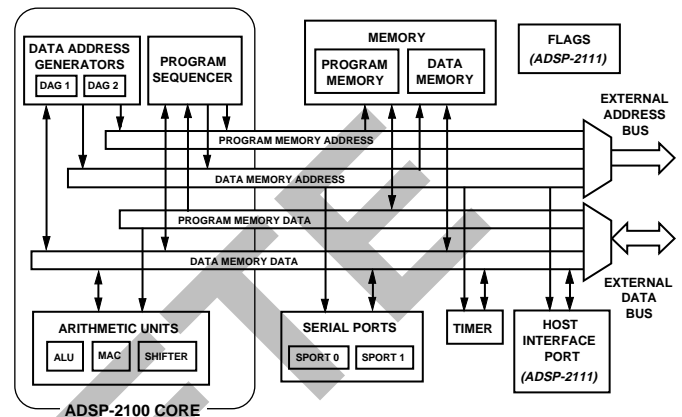 DATA ADDRESS
GENERATORS
DAG 1
DAG 2
PROGRAM
SEQUENCER
MEMORY
PROGRAM
MEMORY
DATA
MEMORY
FLAGS
(ADSP-2111)
EXTERNAL
ADDRESS
BUS
PROGRAM MEMORY ADDRESS
DATA MEMORY ADDRESS
PROGRAM MEMORY DATA
DATA MEMORY DATA
EXTERNAL
DATA
BUS
ARITHMETIC UNITS
ALU
MAC
SHIFTER
SERIAL PORTS
SPORT 0
SPORT 1
TIMER
HOST
INTERFACE
PORT
(ADSP-2111)
ADSP-2100 CORE
ETE